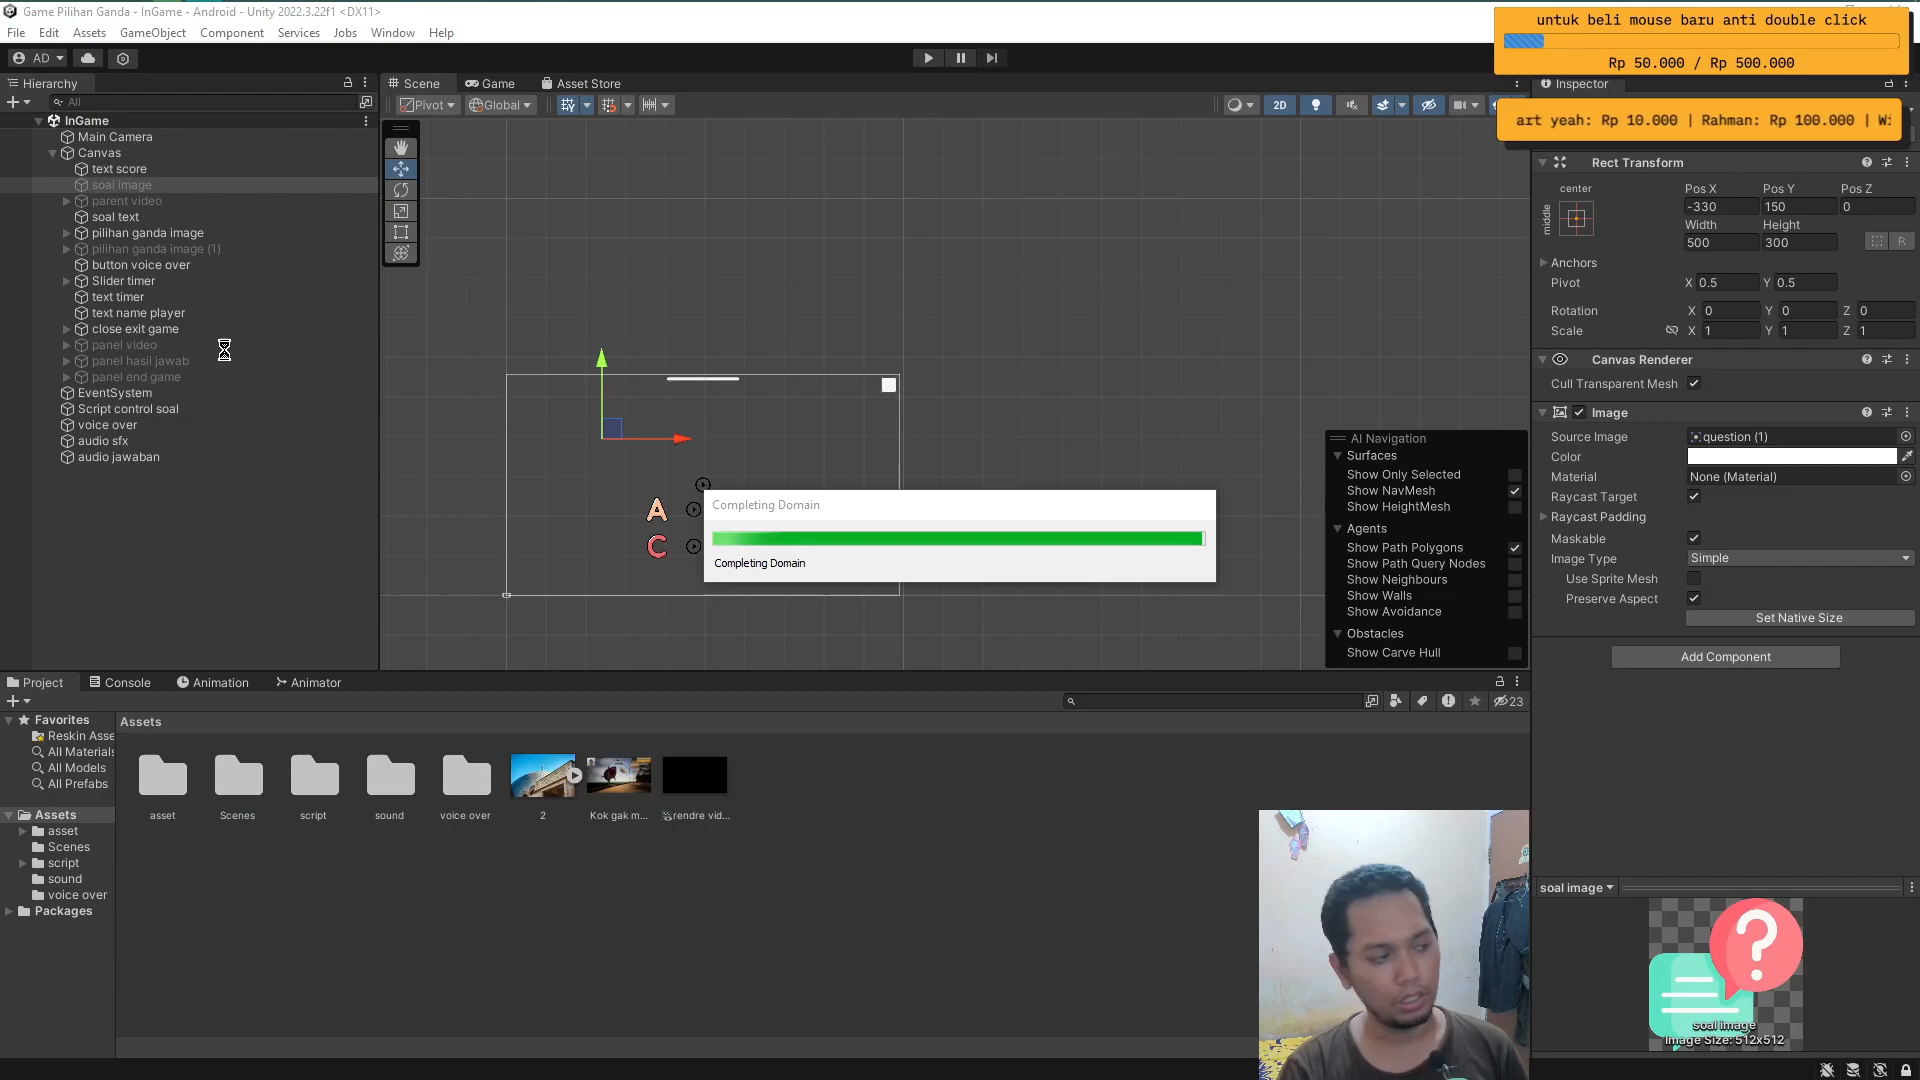 Game Pilihan Ganda - InGame - Android - Unity 2022.3.22f1 <DX11>
File Edit Assets GameObject Component Services Jobs Window Help
untuk beli mouse baru anti double click
Rp 50.000 / Rp 500.000
AD
Hierarchy
Scene Game Asset Store
Inspector
All
Pivot Global
2D
art yeah: Rp 10.000 | Rahman: Rp 100.000 |
InGame
Main Camera
Canvas
text score
soal image
parent video
soal text
pilihan ganda image
pilihan ganda image (1)
button voice over
Slider timer
text timer
text name player
close exit game
panel video
panel hasil jawab
panel end game
EventSystem
Script control soal
voice over
audio sfx
audio jawaban
A
C
Completing Domain
Completing Domain
AI Navigation
Surfaces
Show Only Selected
Show NavMesh
Show HeightMesh
Agents
Show Path Polygons
Show Path Query Nodes
Show Neighbours
Show Walls
Show Avoidance
Obstacles
Show Carve Hull
Rect Transform
center
middle
Pos X Pos Y Pos Z
-330 150 0
Width Height
500 300
R
Anchors
Pivot X 0.5 Y 0.5
Rotation X 0 Y 0 Z 0
Scale X 1 Y 1 Z 1
Canvas Renderer
Cull Transparent Mesh
Image
Source Image question (1)
Color
Material None (Material)
Raycast Target
Raycast Padding
Maskable
Image Type Simple
Use Sprite Mesh
Preserve Aspect
Set Native Size
Add Component
Project Console Animation Animator
23
Favorites
Reskin Asse
All Materials
All Models
All Prefabs
Assets
asset
Scenes
script
sound
voice over
Packages
Assets
asset Scenes script sound voice over 2 Kok gak m... rendre vid...
soal image
?
soal image
Image Size: 512x512